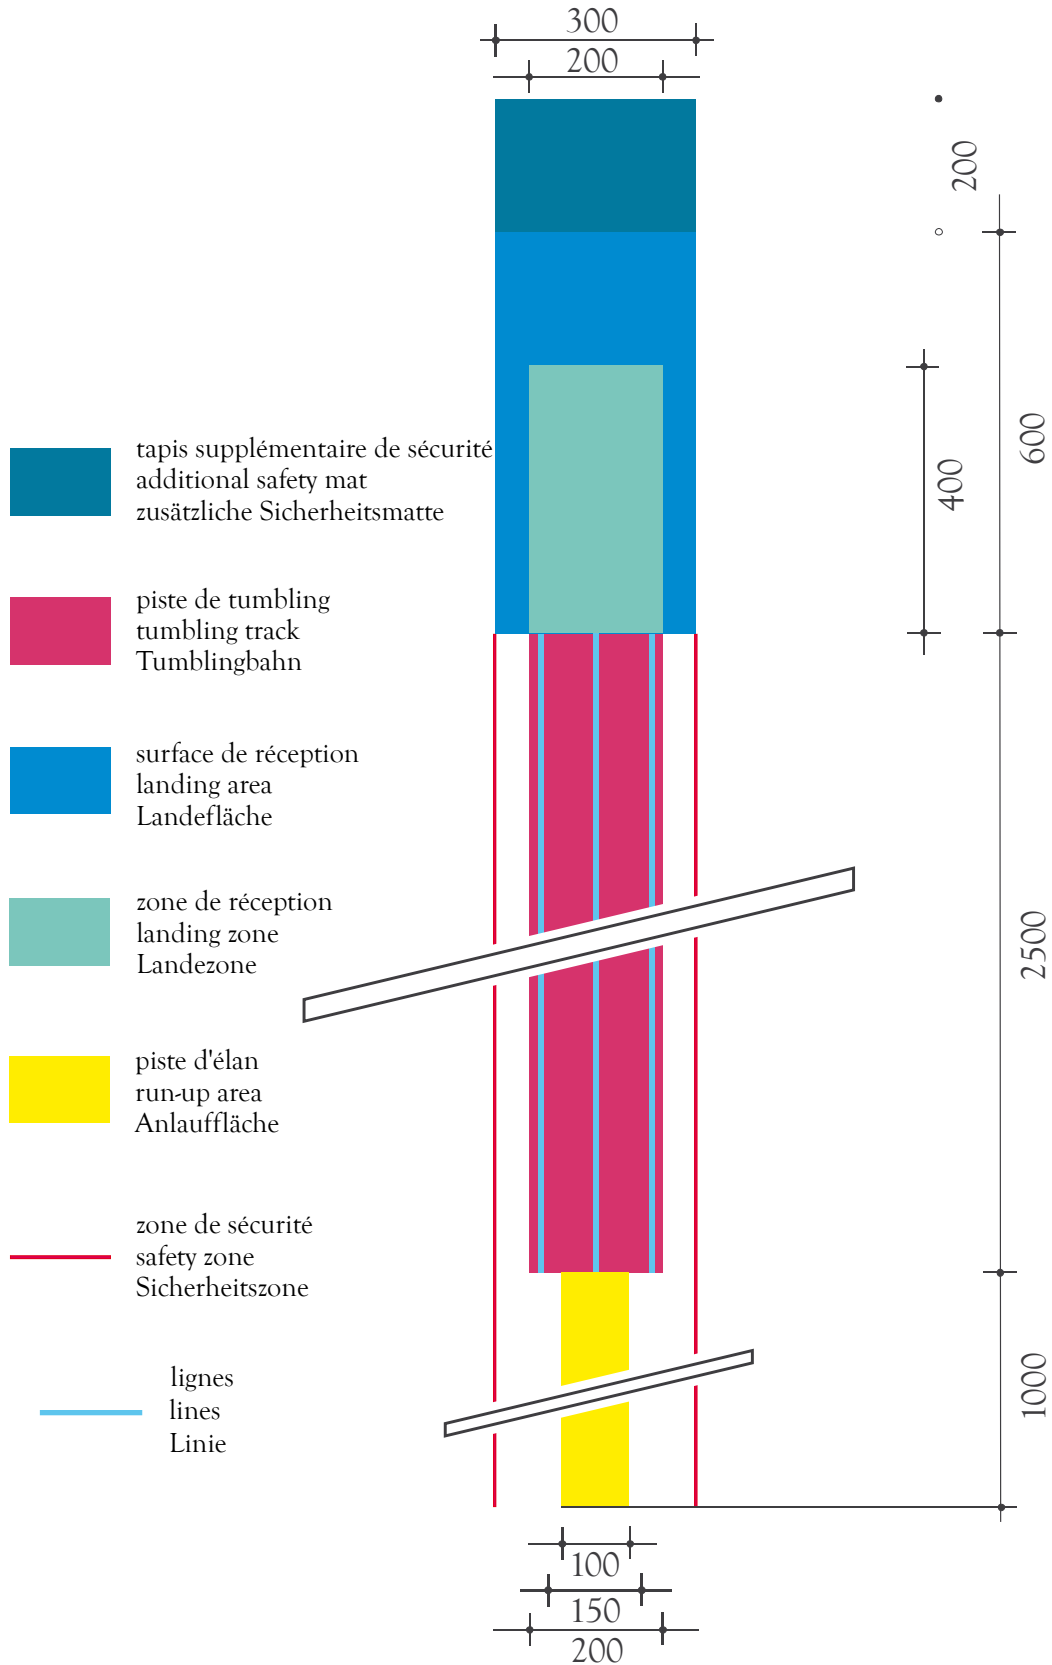 300
200
200
600
400
tapis supplémentaire de sécurité
additional safety mat
zusätzliche Sicherheitsmatte
piste de tumbling
tumbling track
Tumblingbahn
surface de réception
landing area
Landefläche
zone de réception
landing zone
Landezone
2500
piste d'élan
run-up area
Anlauffläche
zone de sécurité
safety zone
Sicherheitszone
lignes
lines
Linie
1000
100
150
200